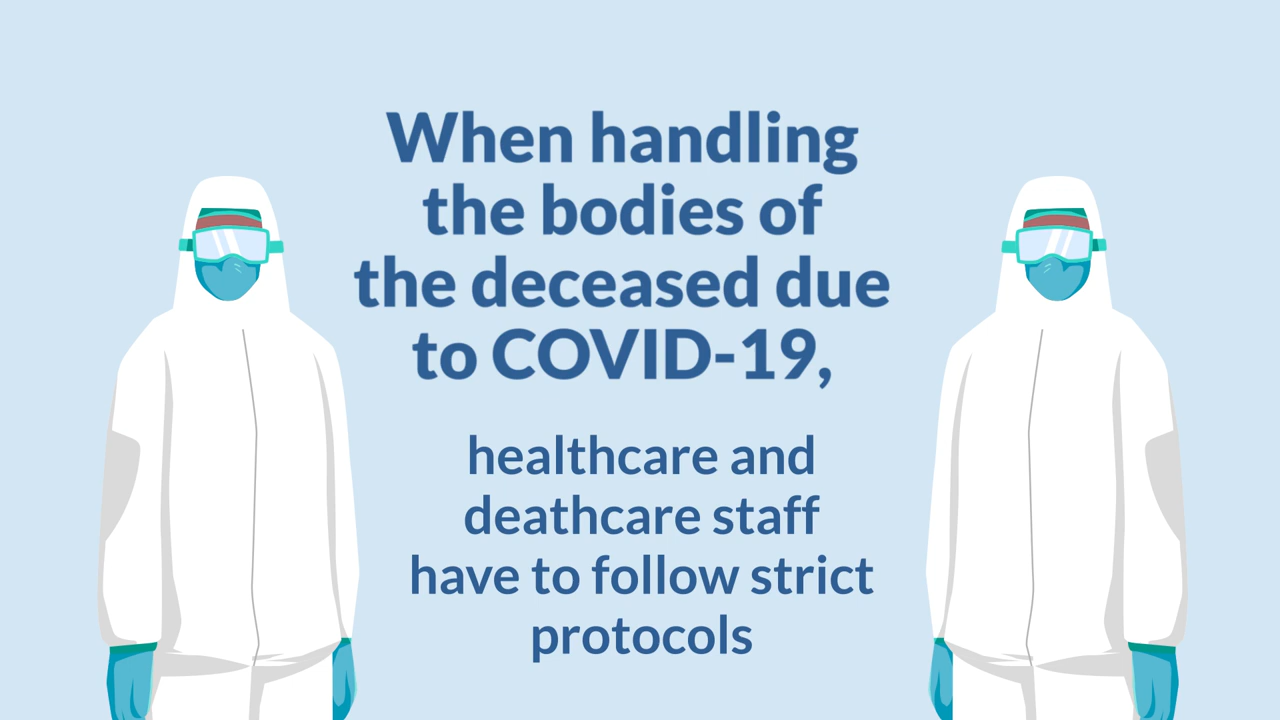 When handling
the bodies of
the deceased due
to COVID-19,
healthcare and
deathcare staff
have to follow strict
protocols